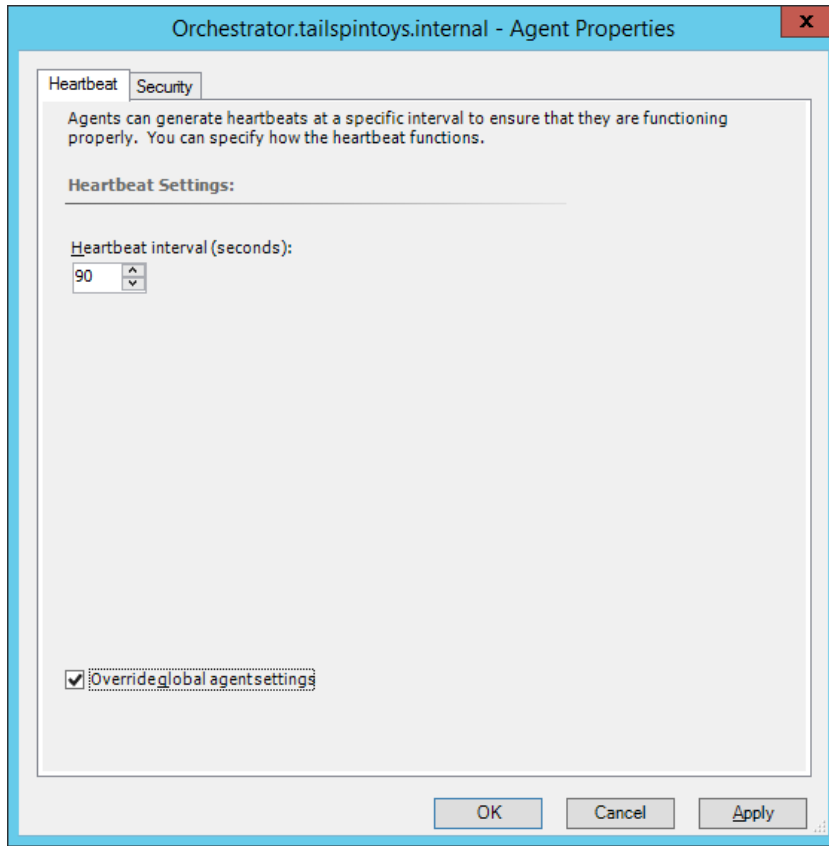 Orchestrator.tailspintoys.internal - Agent Properties
x
Heartbeat
Security
Agents can generate heartbeats at a specific interval to ensure that they are functioning
properly. You can specify how the heartbeat functions.
Heartbeat Settings:
Heartbeat interval (seconds):
90
Override global agent settings
OK
Cancel
Apply